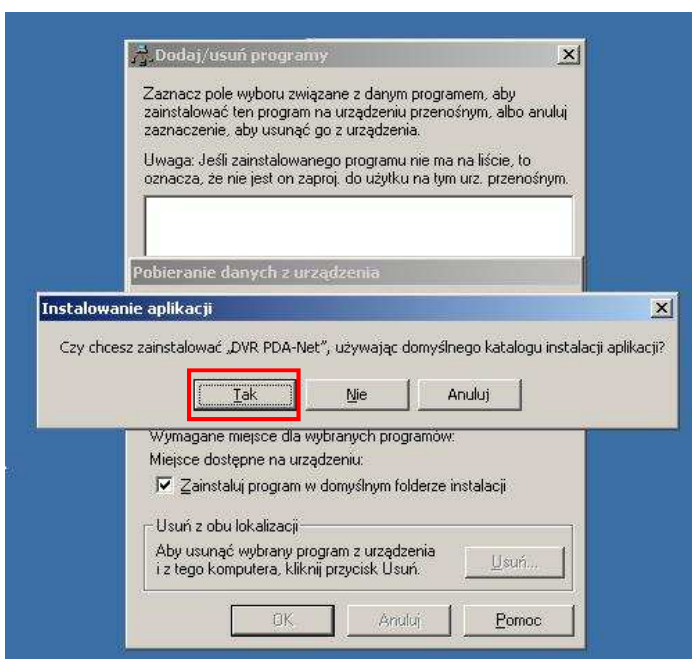 Dodaj/usuń programy
Zaznacz pole wyboru związane z danym programem, aby
zainstalować ten program na urządzeniu przenośnym, albo anuluj
zaznaczenie, aby usunąć go z urządzenia.
Uwaga: Jeśli zainstalowanego programu nie ma na liście, to
oznacza, że nie jest on zaproj. do użytku na tym urz. przenośnym.
Pobieranie danych z urządzenia
Instalowanie aplikacji
Czy chcesz zainstalować „DVR PDA-Net”, używając domyślnego katalogu instalacji aplikacji?
Tak Nie Anuluj
Wymagane miejsce dla wybranych programów:
Miejsce dostępne na urządzeniu:
Zainstaluj program w domyślnym folderze instalacji
Usuń z obu lokalizacji
Aby usunąć wybrany program z urządzenia
i z tego komputera, kliknij przycisk Usuń.
Usuń...
OK Anuluj Pomoc